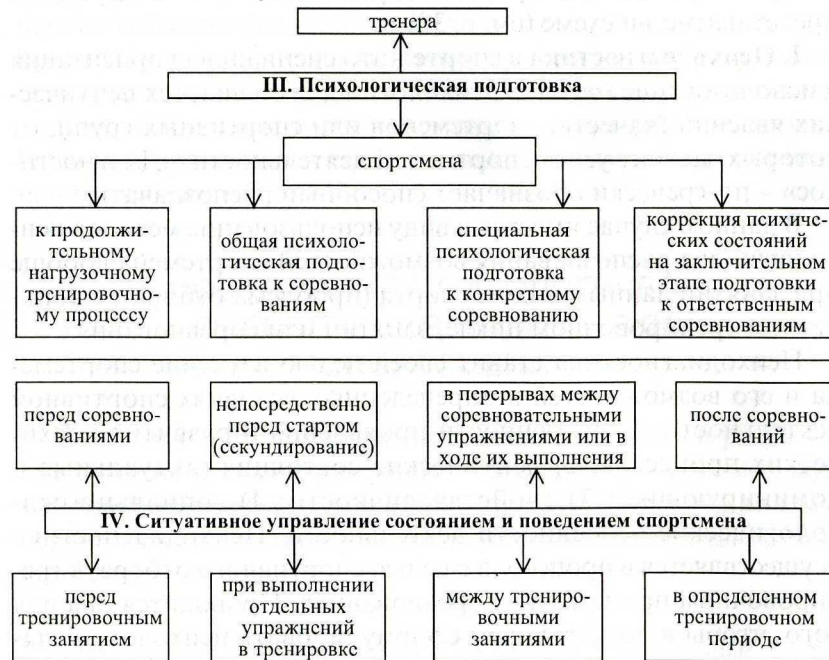 тренера
III. Психологическая подготовка
спортсмена
к продолжи-
тельному
нагрузочному
тренировочно-
му процессу
общая психоло-
гическая подго-
товка к соревно-
ваниям
специальная
психологическая
подготовка
к конкретному
соревнованию
коррекция психиче-
ских состояний
на заключительном
этапе подготовки
к ответственным
соревнованиям
перед соревно-
ваниями
непосредственно
перед стартом
(секундирование)
в перерывах между
соревновательными
упражнениями или в
ходе их выполнения
после соревно-
ваний
IV. Ситуативное управление состоянием и поведением спортсмена
перед
тренировочным
занятием
при выполнении
отдельных
упражнений
в тренировке
между трениро-
вочными
занятиями
в определенном
тренировочном
периоде